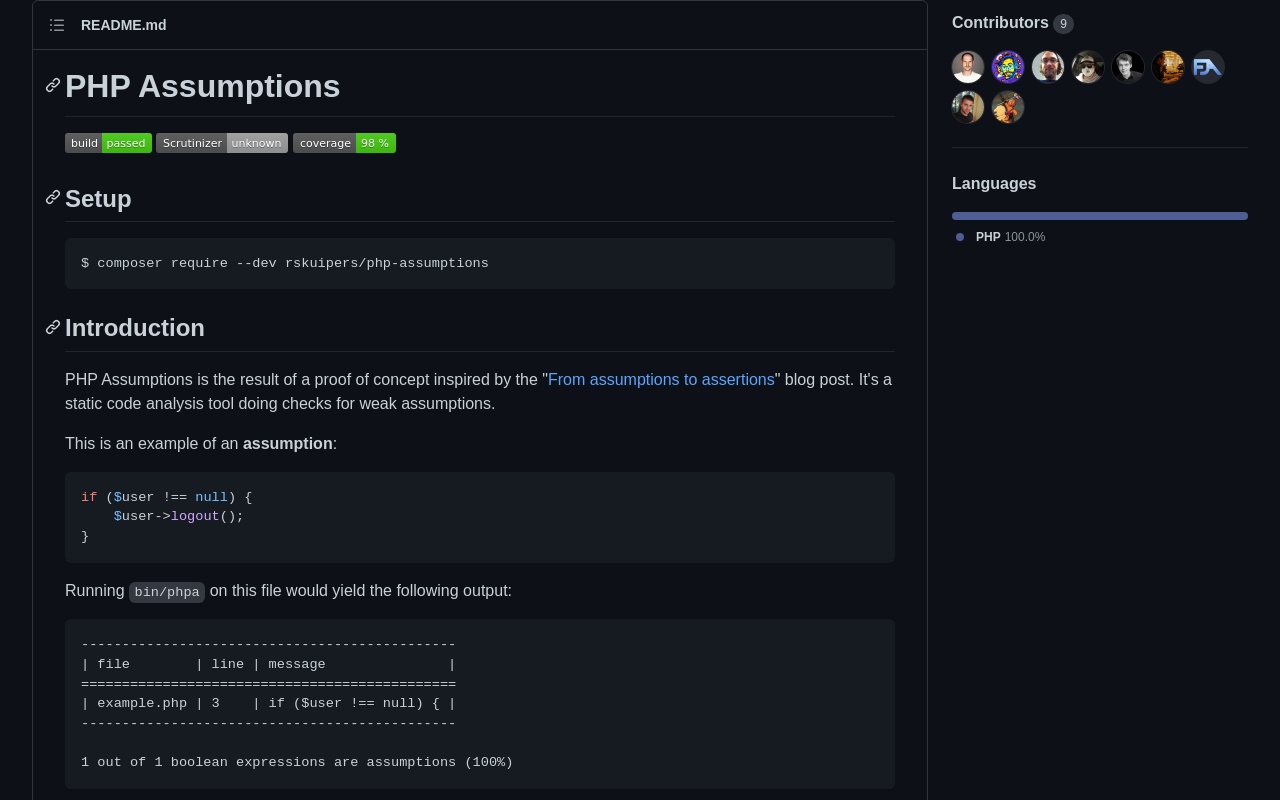 README.md
PHP Assumptions
build passed Scrutinizer unknown coverage 98 %
Setup
$ composer require --dev rskuipers/php-assumptions
Introduction
PHP Assumptions is the result of a proof of concept inspired by the "From assumptions to assertions" blog post. It's a
static code analysis tool doing checks for weak assumptions.
This is an example of an assumption:
if ($user !== null) {
    $user->logout();
}
Running bin/phpa on this file would yield the following output:
----------------------------------------------
| file        | line | message               |
==============================================
| example.php | 3    | if ($user !== null) { |
----------------------------------------------
1 out of 1 boolean expressions are assumptions (100%)
Contributors 9
Languages
PHP 100.0%